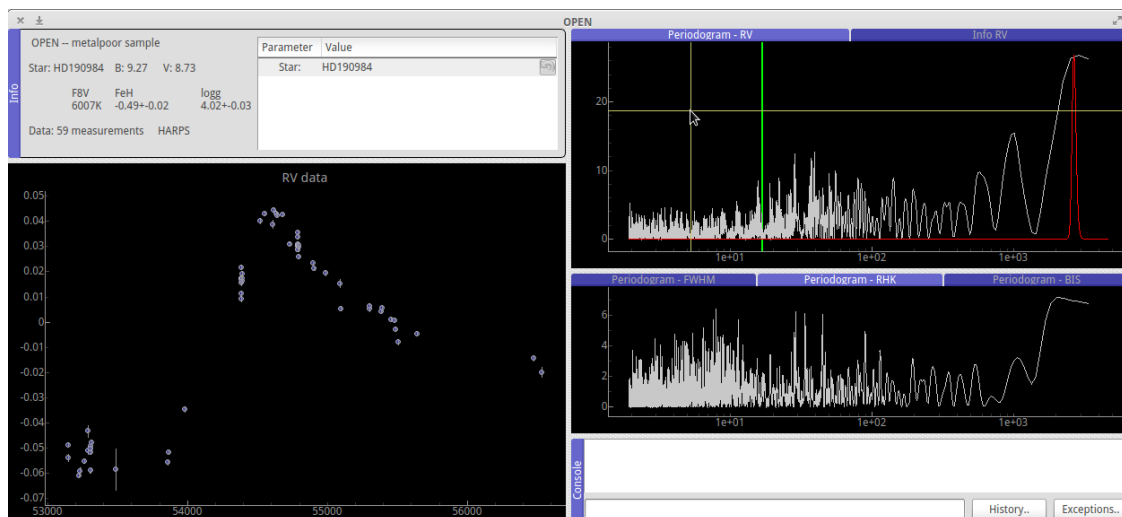 OPEN
Info
OPEN -- metalpoor sample
Star: HD190984 B: 9.27 V: 8.73
F8V FeH logg
6007K -0.49+-0.02 4.02+-0.03
Data: 59 measurements HARPS
Parameter Value
Star: HD190984
RV data
0.05
0.04
0.03
0.02
0.01
0
-0.01
-0.02
-0.03
-0.04
-0.05
-0.06
-0.07
53000 54000 55000 56000
Periodogram - RV Info RV
20
10
0
1e+01 1e+02 1e+03
Periodogram - FWHM Periodogram - RHK Periodogram - BIS
6
4
2
0
1e+01 1e+02 1e+03
Console
History.. Exceptions..